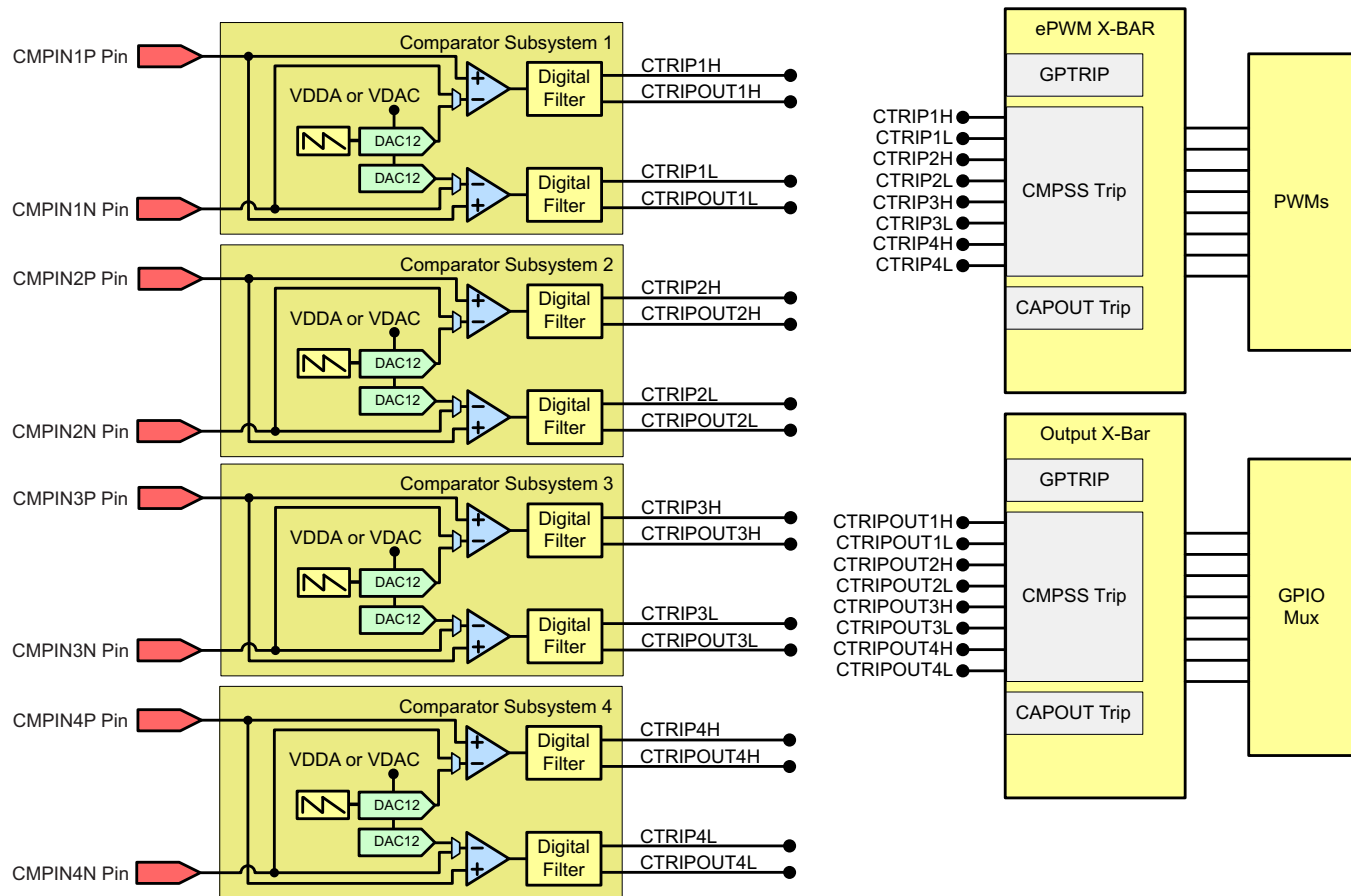 CMPIN1P Pin
Comparator Subsystem 1
VDDA or VDAC
DAC12
DAC12
Digital
Filter
CTRIP1H
CTRIPOUT1H
Digital
Filter
CTRIP1L
CTRIPOUT1L
CMPIN1N Pin
CMPIN2P Pin
Comparator Subsystem 2
VDDA or VDAC
DAC12
DAC12
Digital
Filter
CTRIP2H
CTRIPOUT2H
Digital
Filter
CTRIP2L
CTRIPOUT2L
CMPIN2N Pin
CMPIN3P Pin
Comparator Subsystem 3
VDDA or VDAC
DAC12
DAC12
Digital
Filter
CTRIP3H
CTRIPOUT3H
Digital
Filter
CTRIP3L
CTRIPOUT3L
CMPIN3N Pin
CMPIN4P Pin
Comparator Subsystem 4
VDDA or VDAC
DAC12
DAC12
Digital
Filter
CTRIP4H
CTRIPOUT4H
Digital
Filter
CTRIP4L
CTRIPOUT4L
CMPIN4N Pin
ePWM X-BAR
GPTRIP
CTRIP1H
CTRIP1L
CTRIP2H
CTRIP2L
CTRIP3H
CTRIP3L
CTRIP4H
CTRIP4L
CMPSS Trip
CAPOUT Trip
PWMs
Output X-Bar
GPTRIP
CTRIPOUT1H
CTRIPOUT1L
CTRIPOUT2H
CTRIPOUT2L
CTRIPOUT3H
CTRIPOUT3L
CTRIPOUT4H
CTRIPOUT4L
CMPSS Trip
CAPOUT Trip
GPIO
Mux